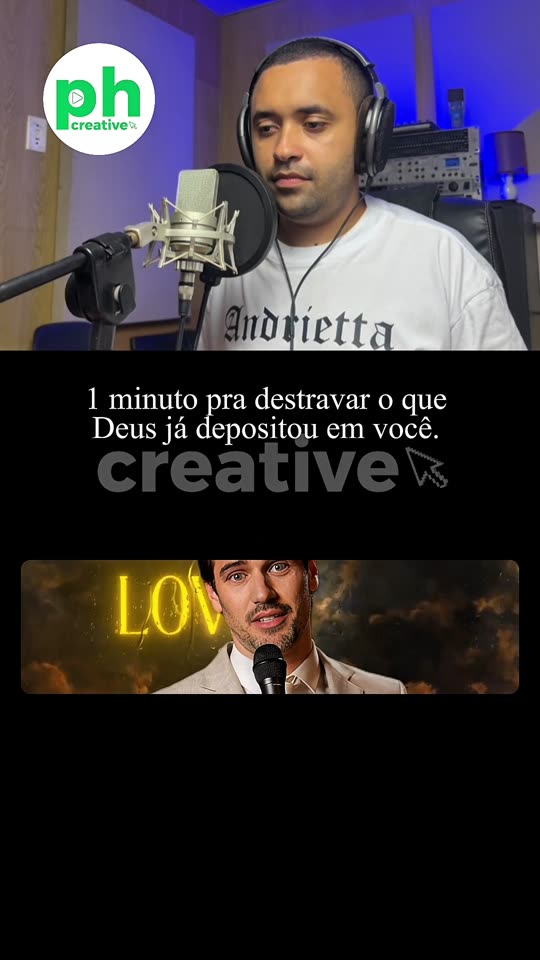 ph
creative
Andrietta
1 minuto pra destravar o que
Deus já depositou em você.
creative
LOV